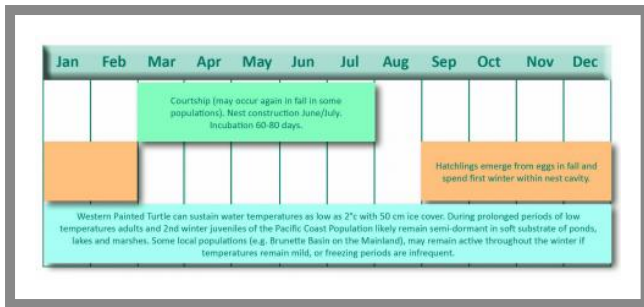 Jan Feb Mar Apr May Jun Jul Aug Sep Oct Nov Dec
Courtship (may occur again in fall in some
populations). Nest construction June/July.
Incubation 60-80 days.
Hatchlings emerge from eggs in fall and
spend first winter within nest cavity.
Western Painted Turtle can sustain water temperatures as low as 2°c with 50 cm ice cover. During prolonged periods of low
temperatures adults and 2nd winter juveniles of the Pacific Coast Population likely remain semi-dormant in soft substrate of ponds,
lakes and marshes. Some local populations (e.g. Brunette Basin on the Mainland), may remain active throughout the winter if
temperatures remain mild, or freezing periods are infrequent.